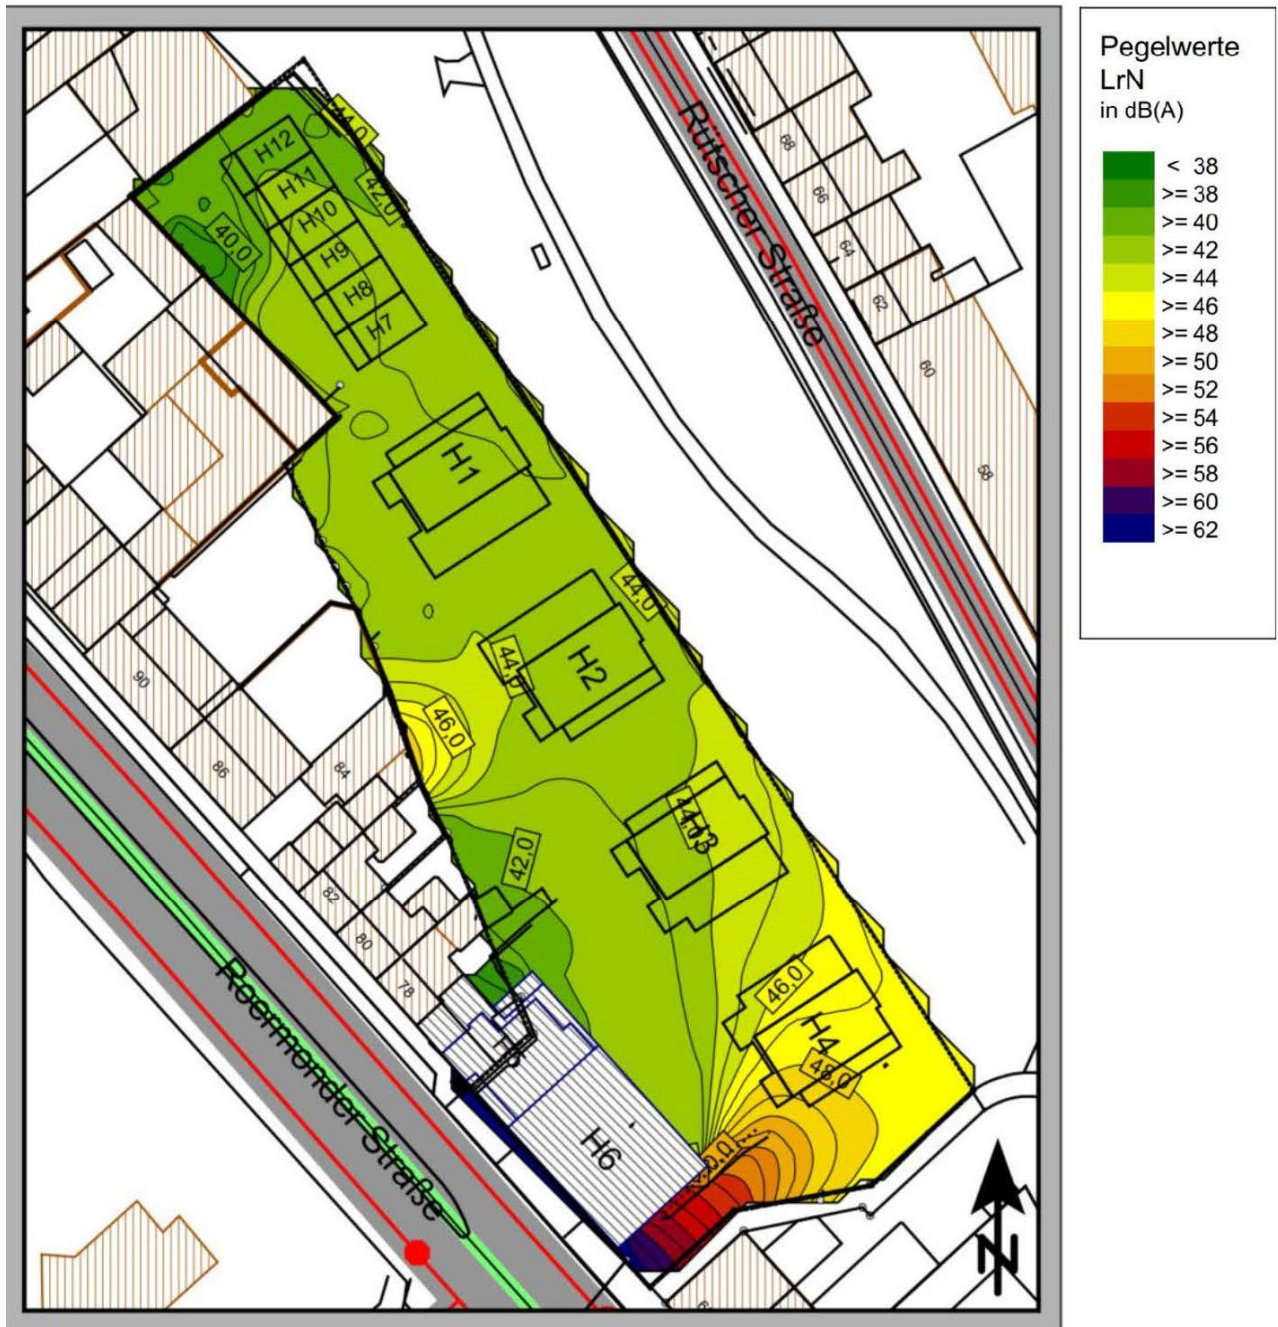 Pegelwerte
LrN
in dB(A)
< 38
>= 38
>= 40
>= 42
>= 44
>= 46
>= 48
>= 50
>= 52
>= 54
>= 56
>= 58
>= 60
>= 62
44,0
H12
H11
42,0
H10
40,0
H9
H8
H7
Rütscher Straße
68
66
64
62
60
58
H1
44,0
H2
44,0
46,0
90
86
84
44,0
H3
42,0
82
80
78
46,0
H4
48,0
Roermonder Straße
H6
N